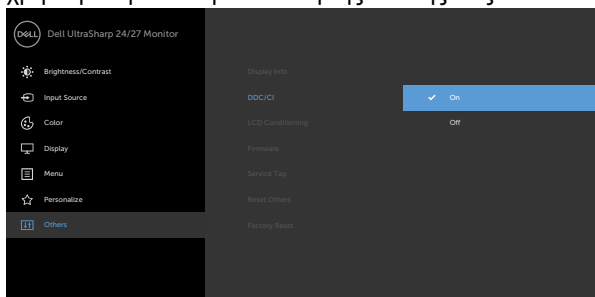 DELL
Dell UltraSharp 24/27 Monitor
Brightness/Contrast
Display Info
Input Source
DDC/CI
On
Color
LCD Conditioning
Off
Display
Firmware
Menu
Service Tag
Personalize
Reset Others
Others
Factory Reset